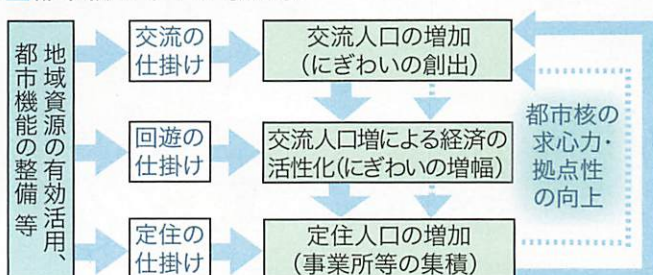 地域資源の有効活用、
都市機能の整備 等
交流の
仕掛け
交流人口の増加
(にぎわいの創出)
回遊の
仕掛け
交流人口増による経済の
活性化(にぎわいの増幅)
定住の
仕掛け
定住人口の増加
(事業所等の集積)
都市核の
求心力・
拠点性
の向上